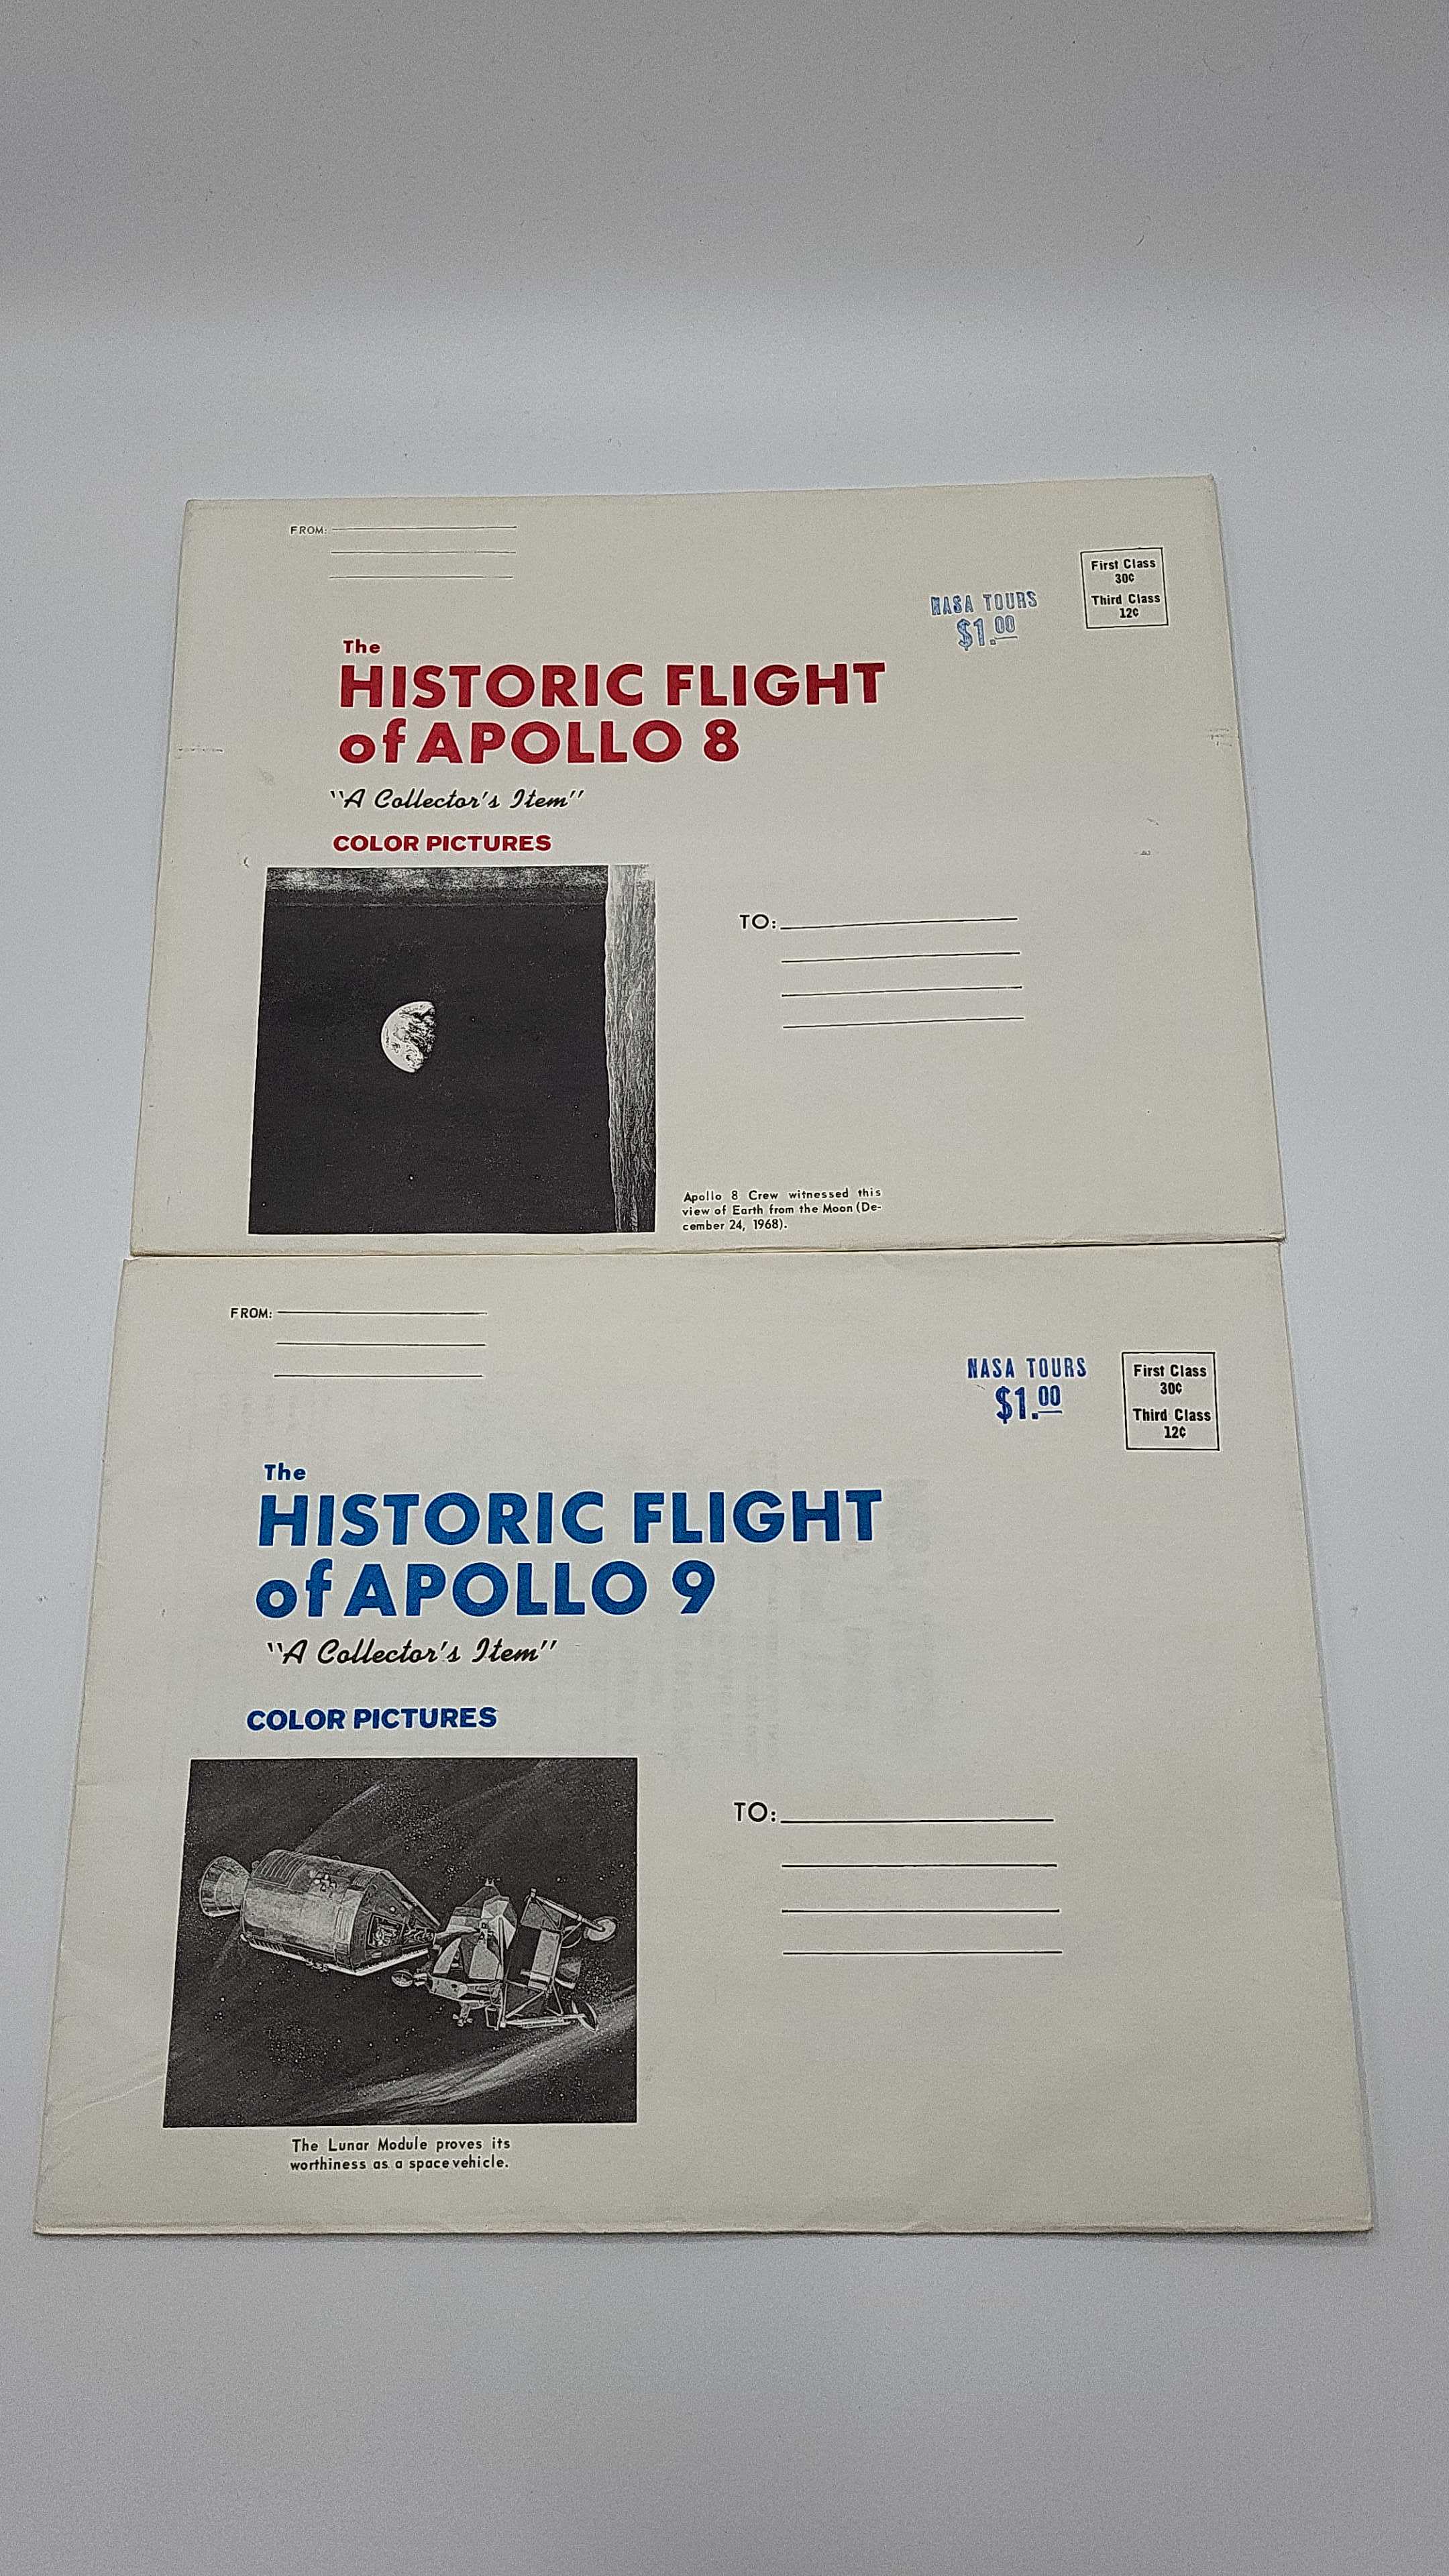 FROM:
First Class
30¢
Third Class
12¢
NASA TOURS
$1.00
The
HISTORIC FLIGHT
of APOLLO 8
"A Collector's Item"
COLOR PICTURES
TO:
Apollo 8 Crew witnessed this
view of Earth from the Moon (De-
cember 24, 1968).
FROM:
NASA TOURS
$1.00
First Class
30¢
Third Class
12¢
The
HISTORIC FLIGHT
of APOLLO 9
"A Collector's Item"
COLOR PICTURES
TO:
The Lunar Module proves its
worthiness as a space vehicle.